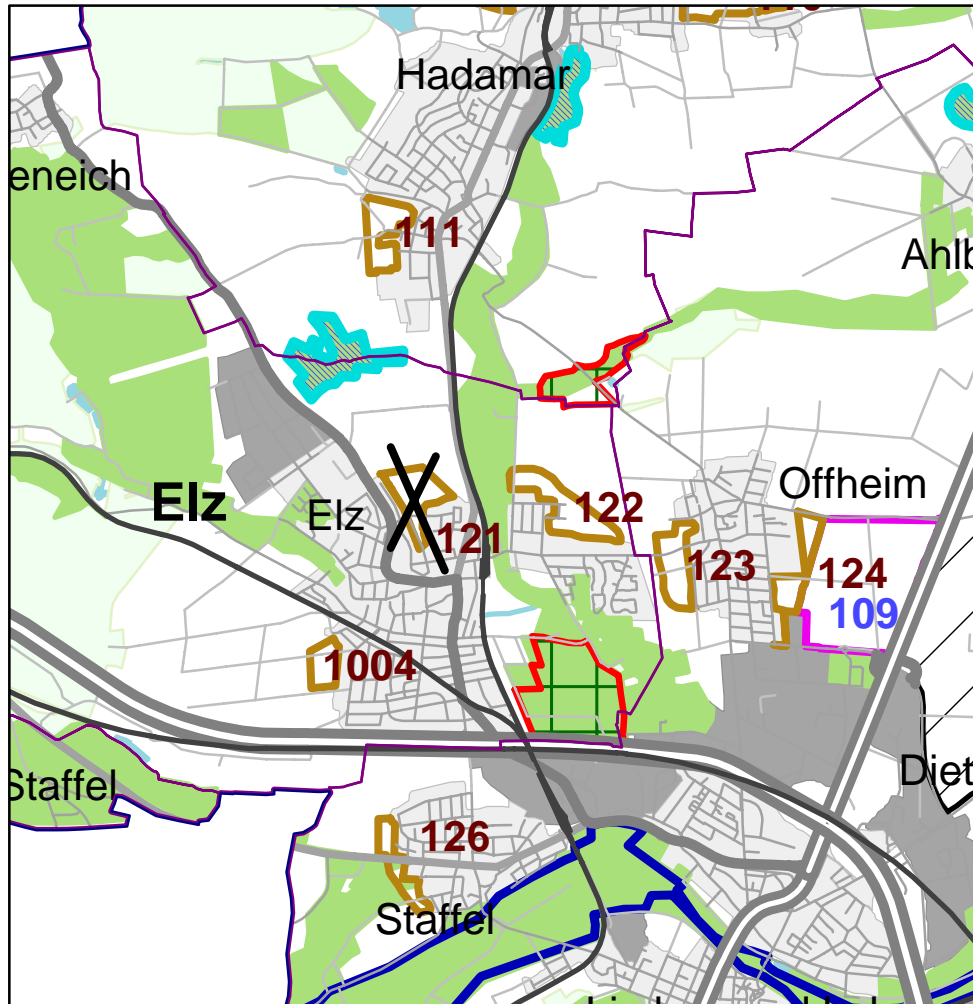 Hadamar
eneich
111
Ahlb
Offheim
Elz
Elz
122
121
123
124
109
1004
Staffel
Diet
126
Staffel